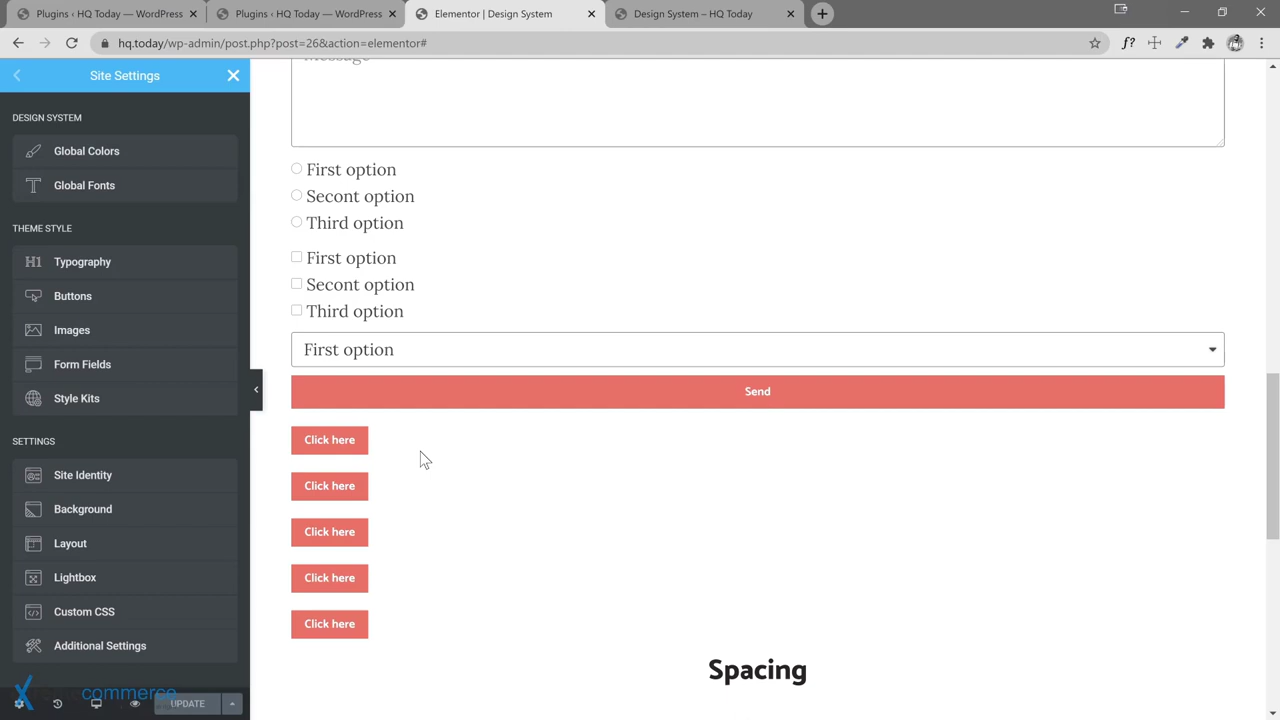 Plugins ‹ HQ Today — WordPress
Plugins ‹ HQ Today — WordPress
Elementor | Design System
Design System – HQ Today
hq.today/wp-admin/post.php?post=26&action=elementor#
Site Settings
DESIGN SYSTEM
Global Colors
Global Fonts
THEME STYLE
H1 Typography
Buttons
Images
Form Fields
Style Kits
SETTINGS
Site Identity
Background
Layout
Lightbox
Custom CSS
Additional Settings
commerce
UPDATE
Message
First option
Secont option
Third option
First option
Secont option
Third option
First option
Send
Click here
Click here
Click here
Click here
Click here
Spacing